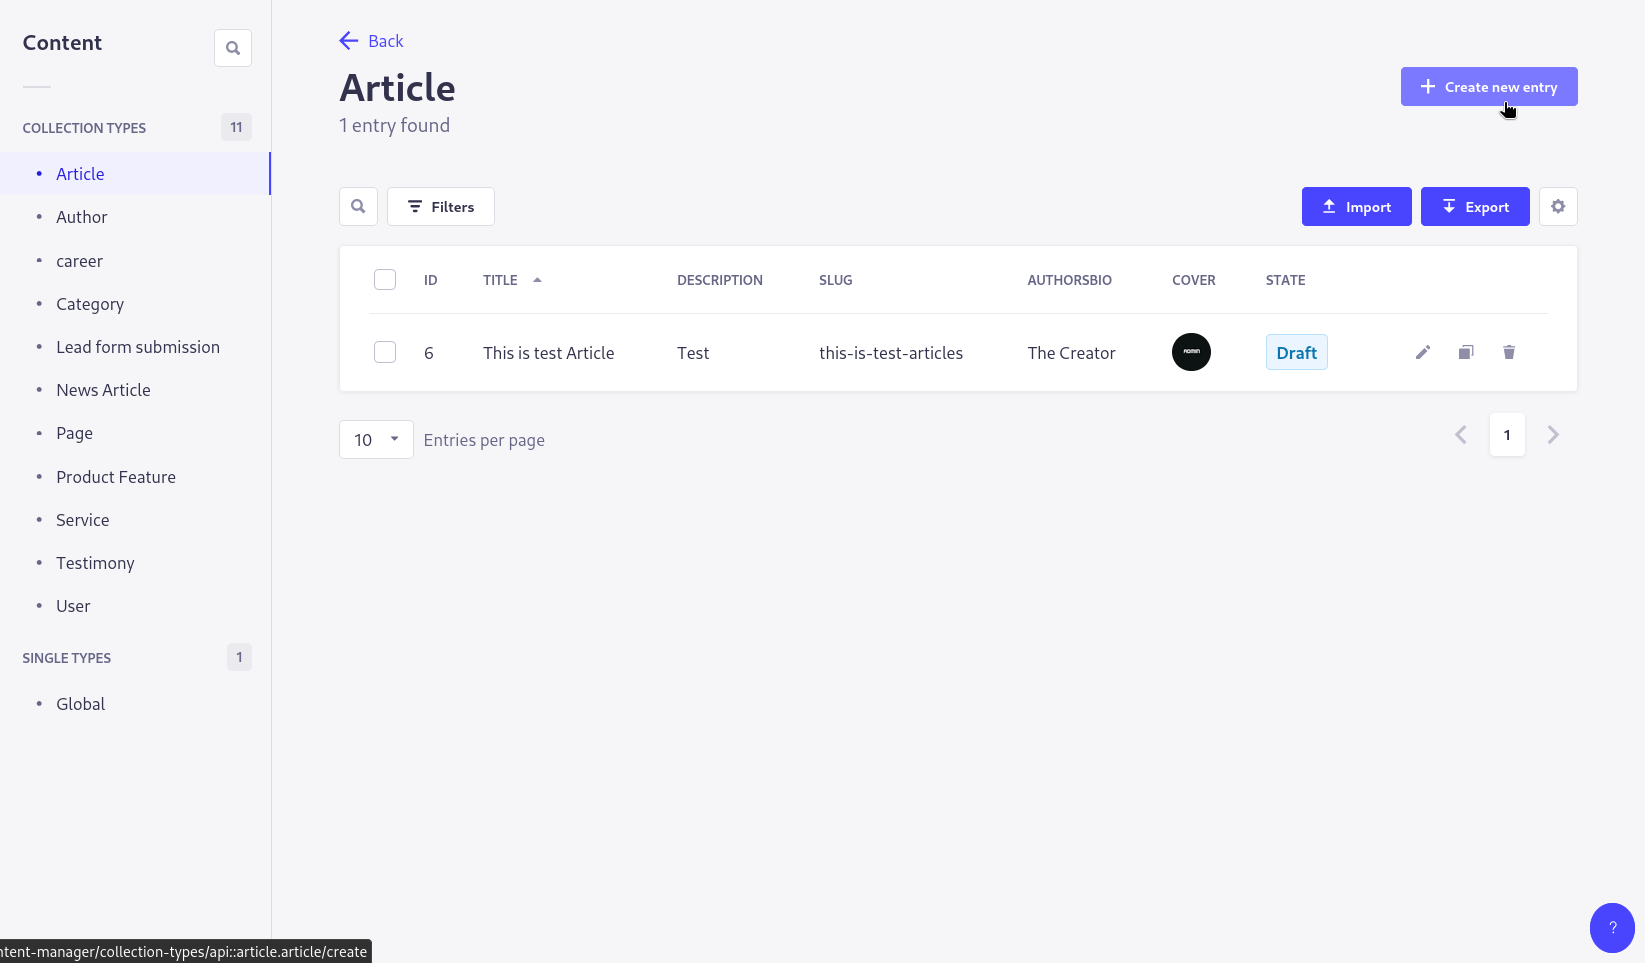 Content
COLLECTION TYPES 11
Article
Author
career
Category
Lead form submission
News Article
Page
Product Feature
Service
Testimony
User
SINGLE TYPES 1
Global
Back
Article
1 entry found
Create new entry
Filters
Import
Export
ID TITLE DESCRIPTION SLUG AUTHORSBIO COVER STATE
6 This is test Article Test this-is-test-articles The Creator ADMIN Draft
10 Entries per page
1
?
ntent-manager/collection-types/api::article.article/create